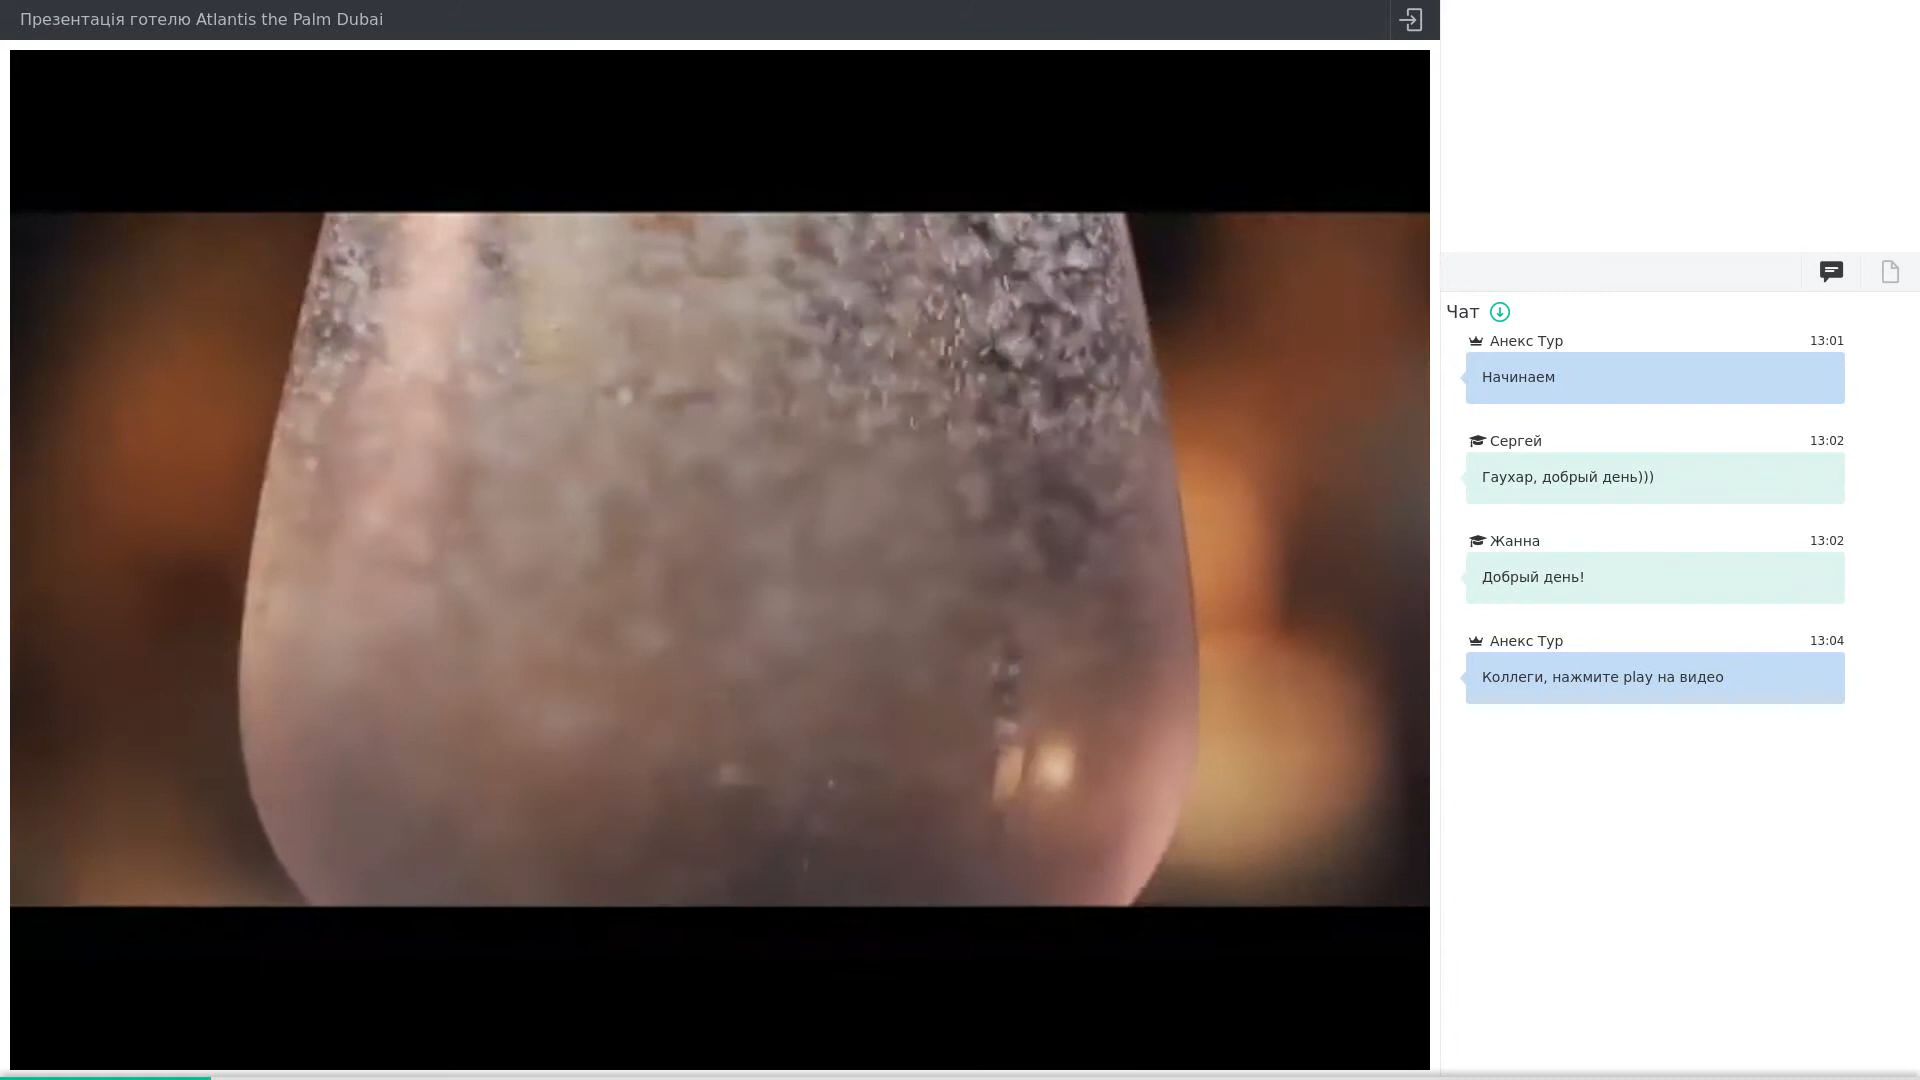 Презентація готелю Atlantis the Palm Dubai
Чат
Анекс Тур 13:01
Начинаем
Сергей 13:02
Гаухар, добрый день)))
Жанна 13:02
Добрый день!
Анекс Тур 13:04
Коллеги, нажмите play на видео